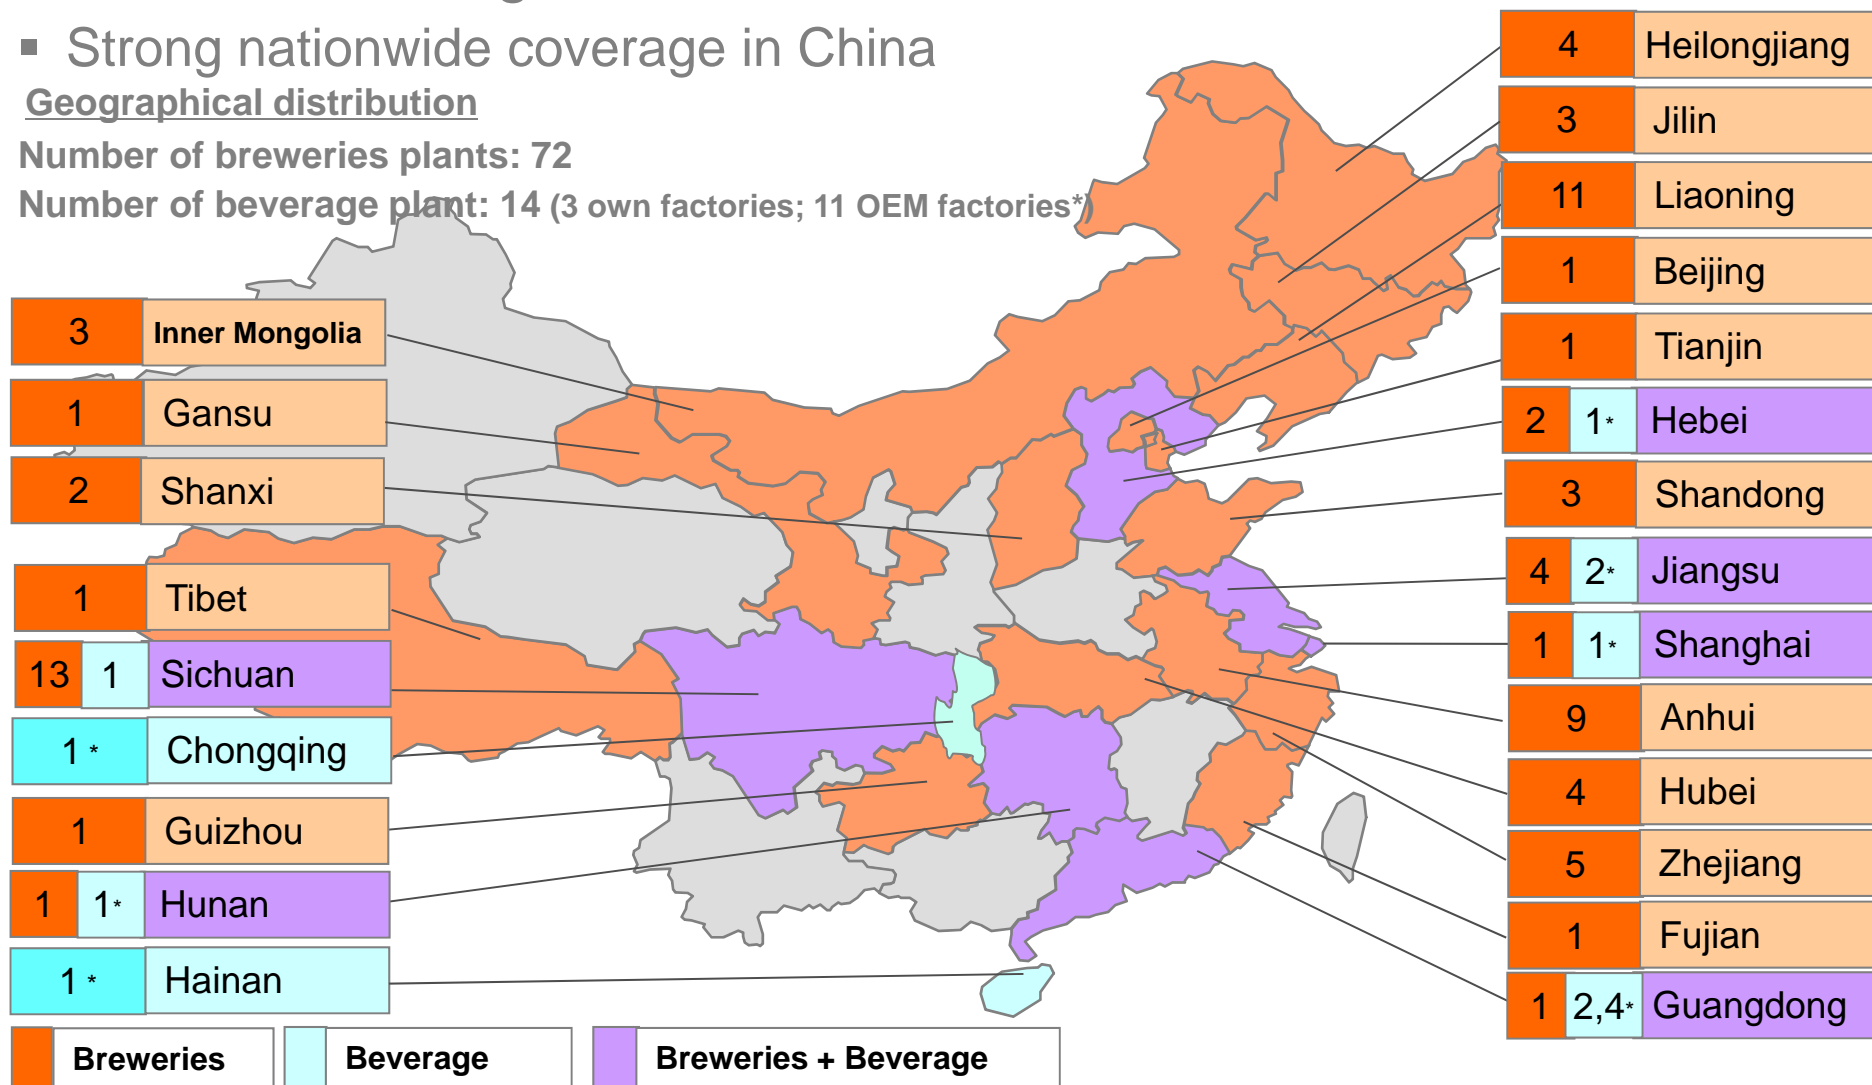 ▪ Strong nationwide coverage in China
Geographical distribution
Number of breweries plants: 72
Number of beverage plant: 14 (3 own factories; 11 OEM factories*)
3 Inner Mongolia
1 Gansu
2 Shanxi
1 Tibet
13 1 Sichuan
1 * Chongqing
1 Guizhou
1 1* Hunan
1 * Hainan
4 Heilongjiang
3 Jilin
11 Liaoning
1 Beijing
1 Tianjin
2 1* Hebei
3 Shandong
4 2* Jiangsu
1 1* Shanghai
9 Anhui
4 Hubei
5 Zhejiang
1 Fujian
1 2,4* Guangdong
Breweries
Beverage
Breweries + Beverage